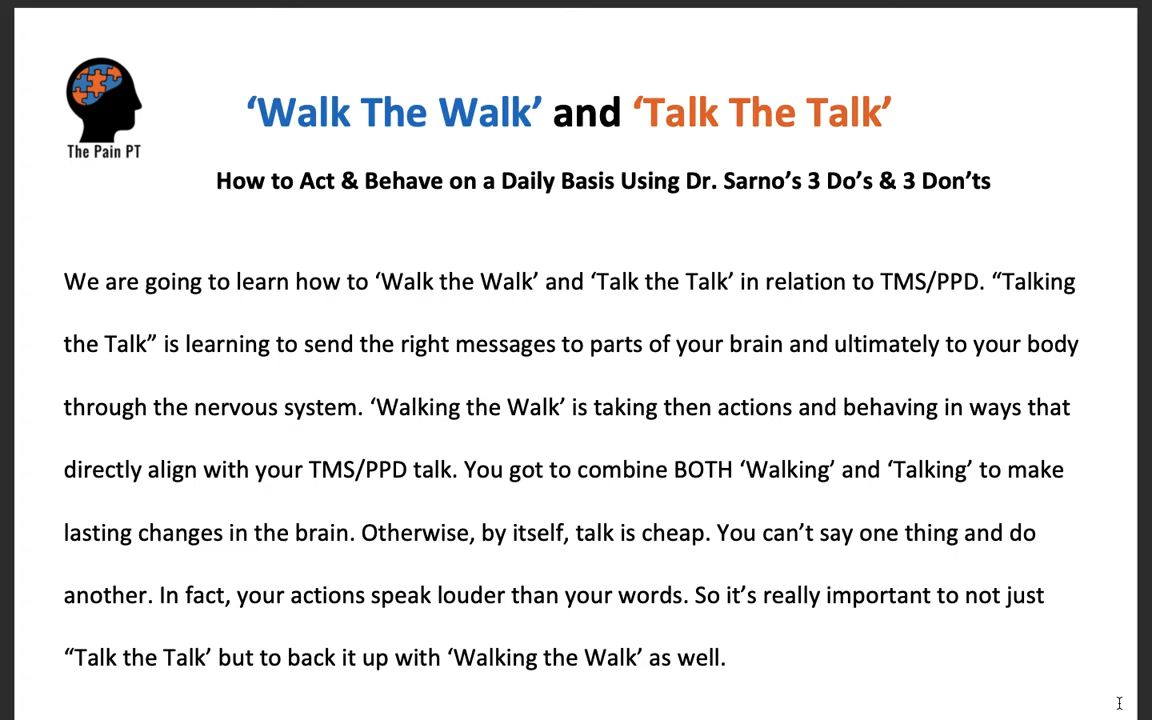 ‘Walk The Walk’ and ‘Talk The Talk’
The Pain PT
How to Act & Behave on a Daily Basis Using Dr. Sarno’s 3 Do’s & 3 Don’ts
We are going to learn how to ‘Walk the Walk’ and ‘Talk the Talk’ in relation to TMS/PPD. “Talking
the Talk” is learning to send the right messages to parts of your brain and ultimately to your body
through the nervous system. ‘Walking the Walk’ is taking then actions and behaving in ways that
directly align with your TMS/PPD talk. You got to combine BOTH ‘Walking’ and ‘Talking’ to make
lasting changes in the brain. Otherwise, by itself, talk is cheap. You can’t say one thing and do
another. In fact, your actions speak louder than your words. So it’s really important to not just
“Talk the Talk’ but to back it up with ‘Walking the Walk’ as well.